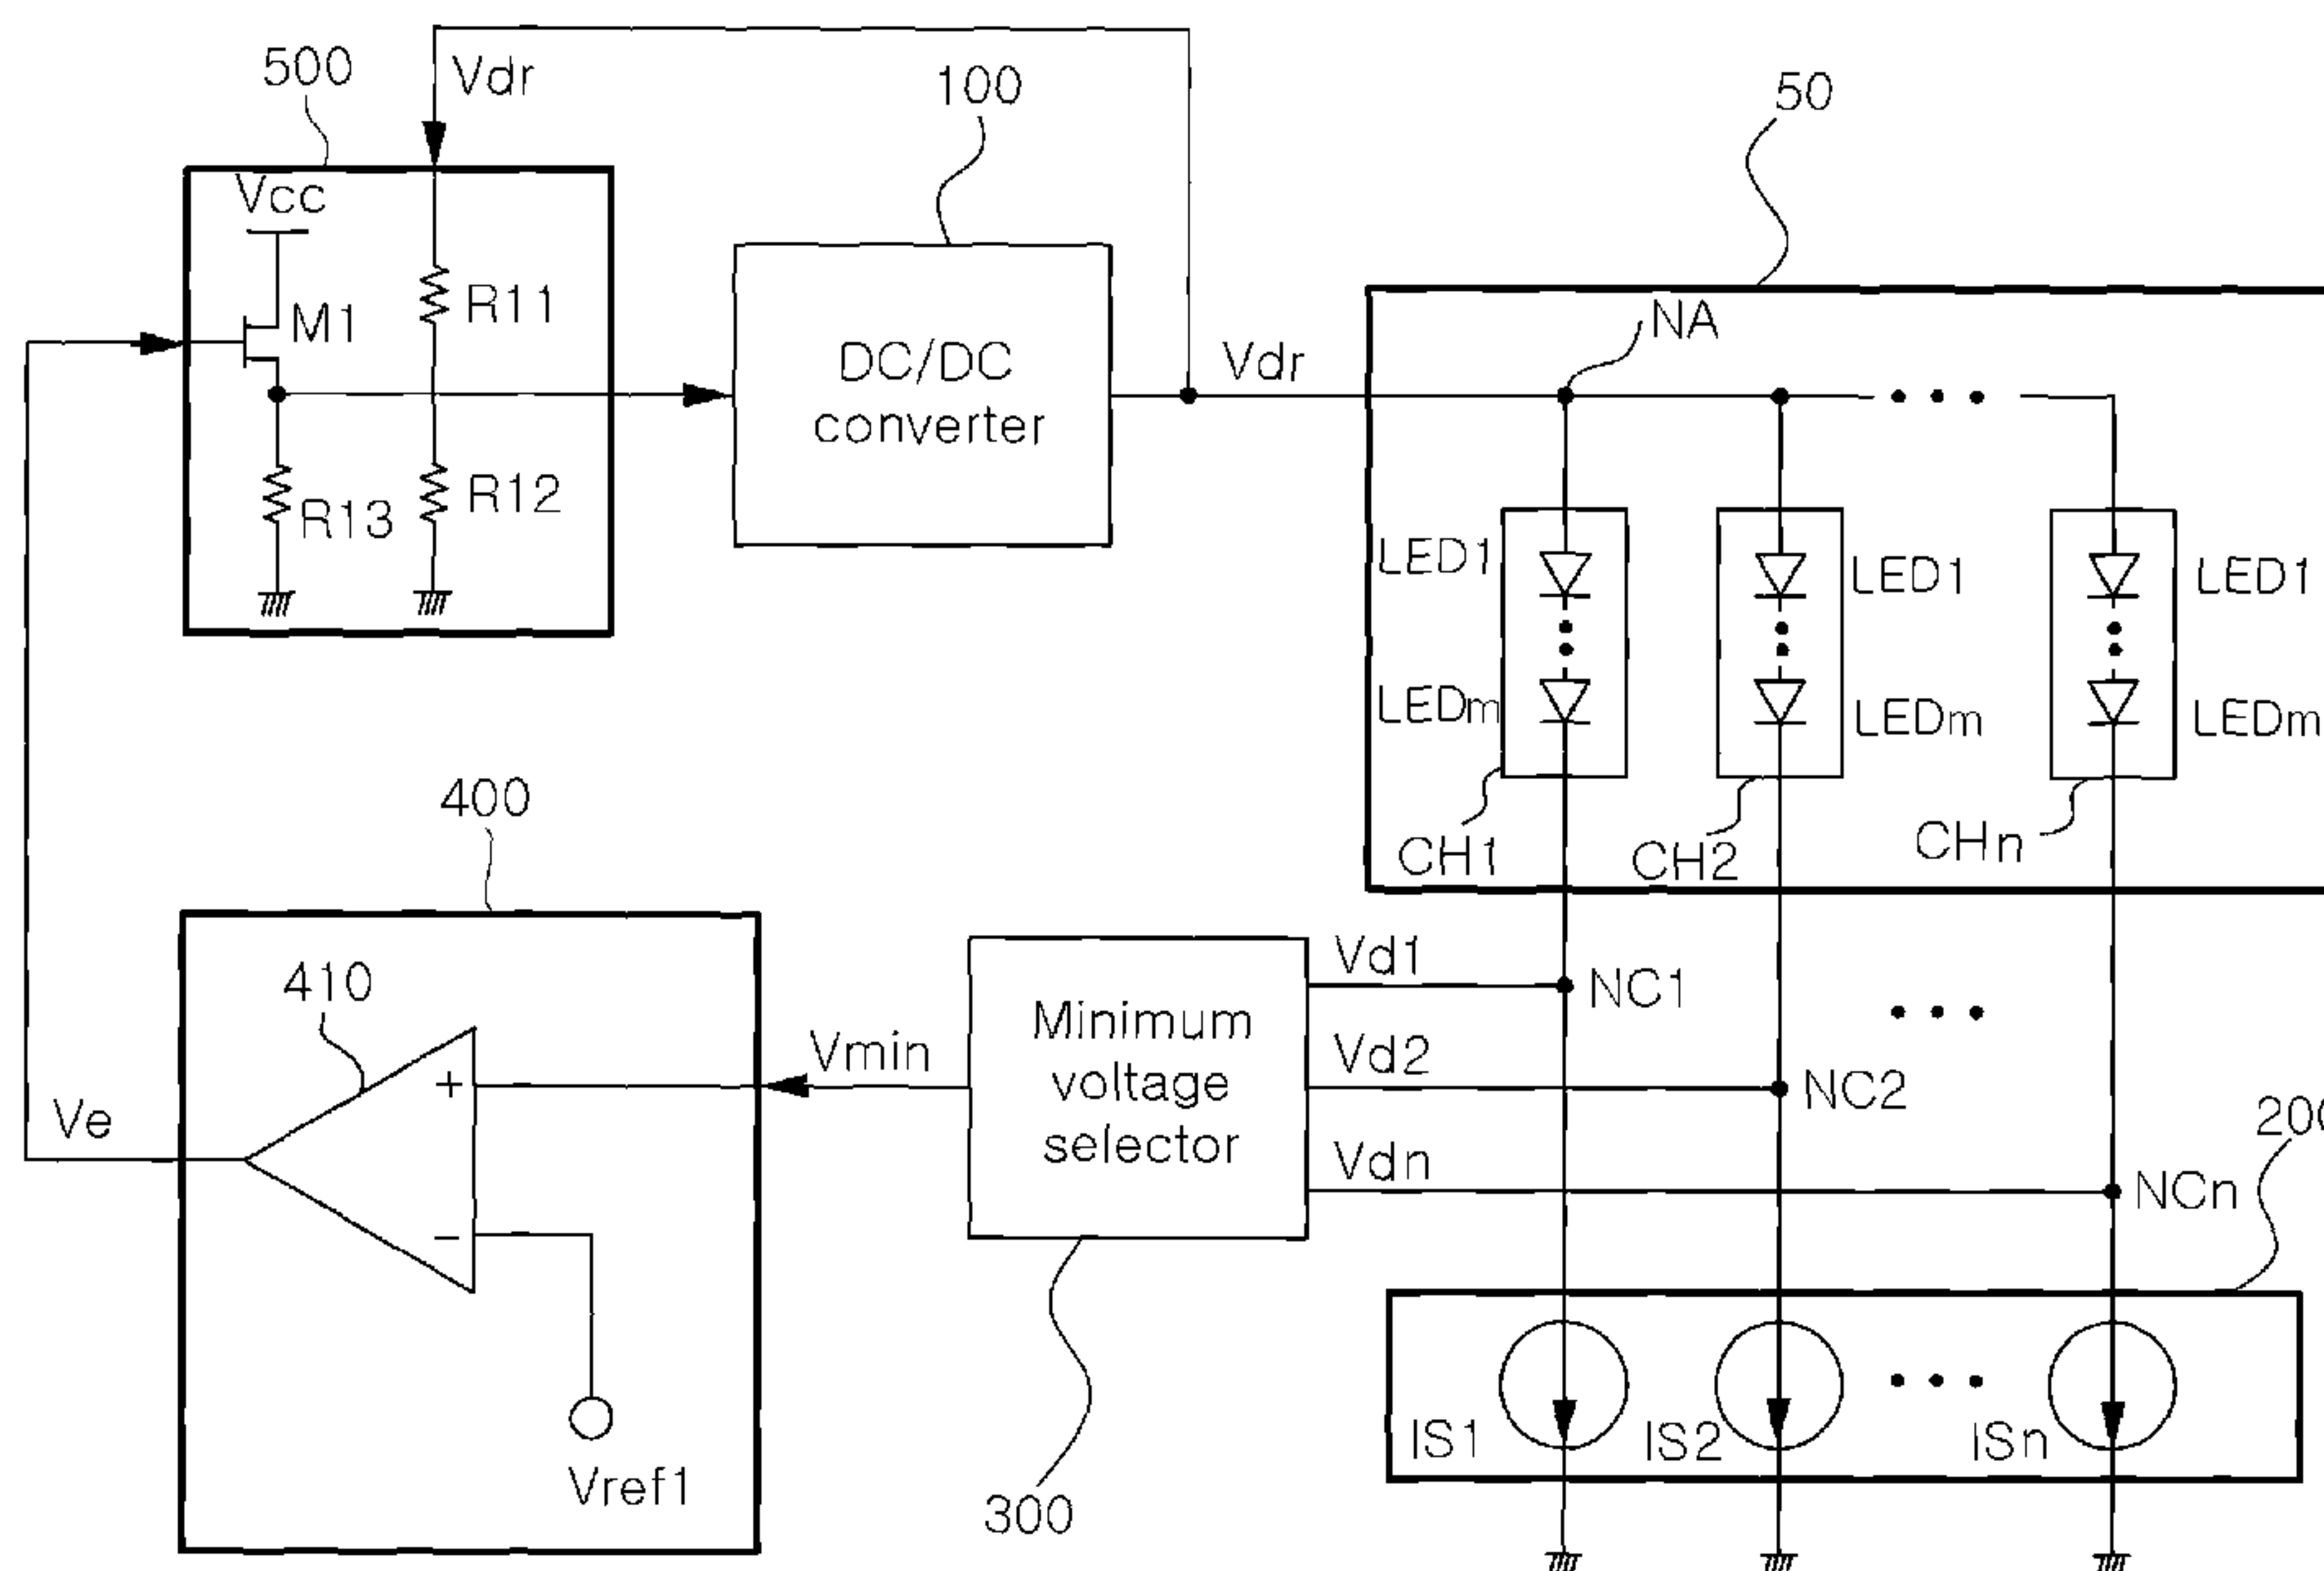 500
Vdr
100
50
Vcc
M1
R11
R13
R12
DC/DC
converter
Vdr
NA
LED1
LED1
LED1
LEDm
LEDm
LEDm
CH1
CH2
CHn
400
410
+
−
Ve
Vref1
Vmin
Minimum
voltage
selector
300
Vd1
Vd2
Vdn
NC1
NC2
NCn
IS1
IS2
ISn